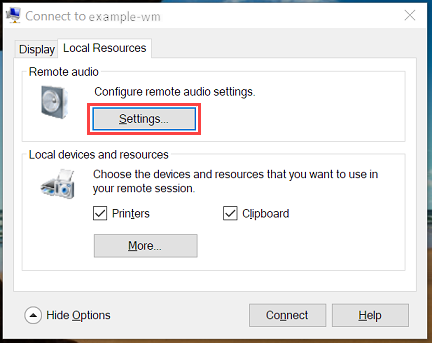 Connect to example-wm
Display
Local Resources
Remote audio
Configure remote audio settings.
Settings...
Local devices and resources
Choose the devices and resources that you want to use in
your remote session.
Printers
Clipboard
More...
Hide Options
Connect
Help